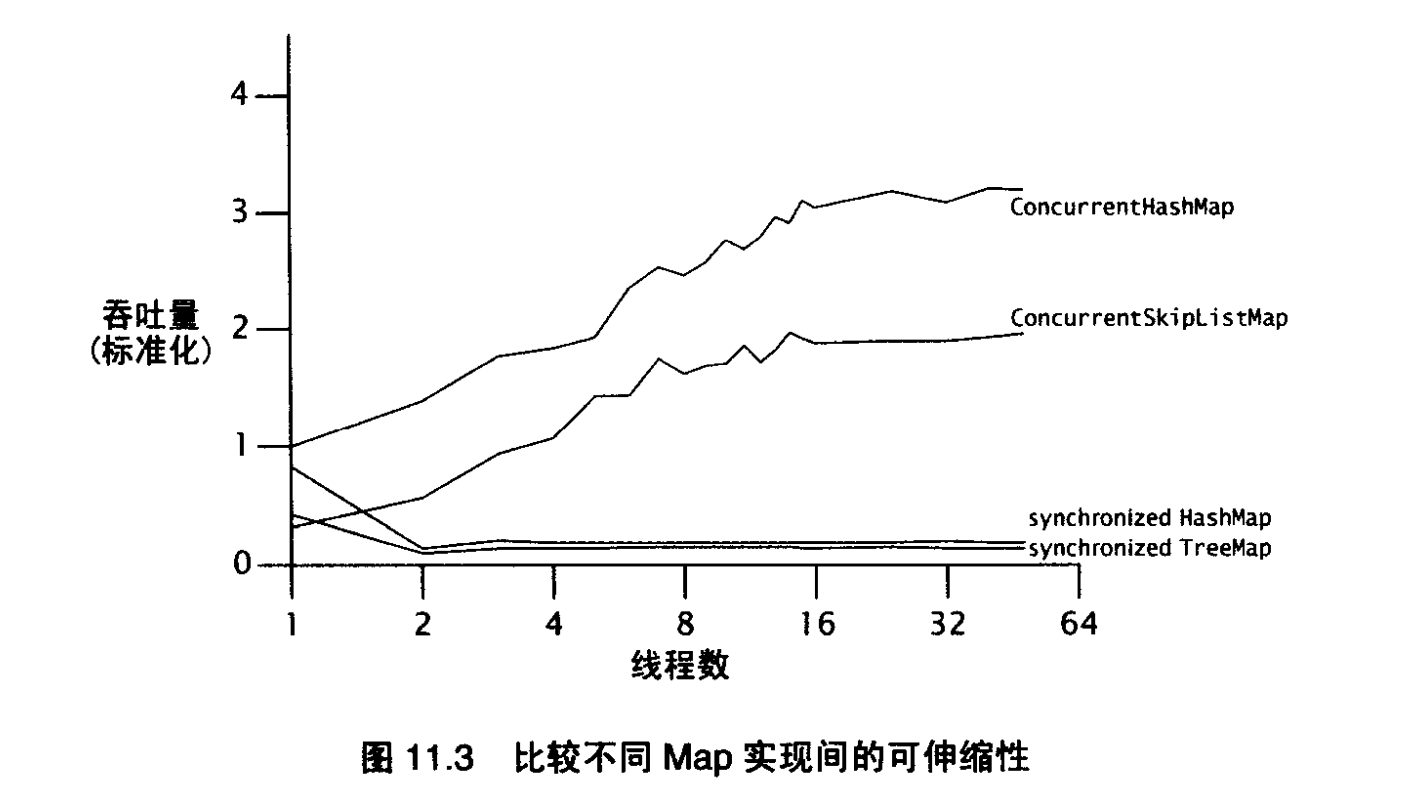 4
3
ConcurrentHashMap
吞吐量
(标准化)
2
ConcurrentSkipListMap
1
synchronized HashMap
0
synchronized TreeMap
1 2 4 8 16 32 64
线程数
图 11.3 比较不同 Map 实现间的可伸缩性